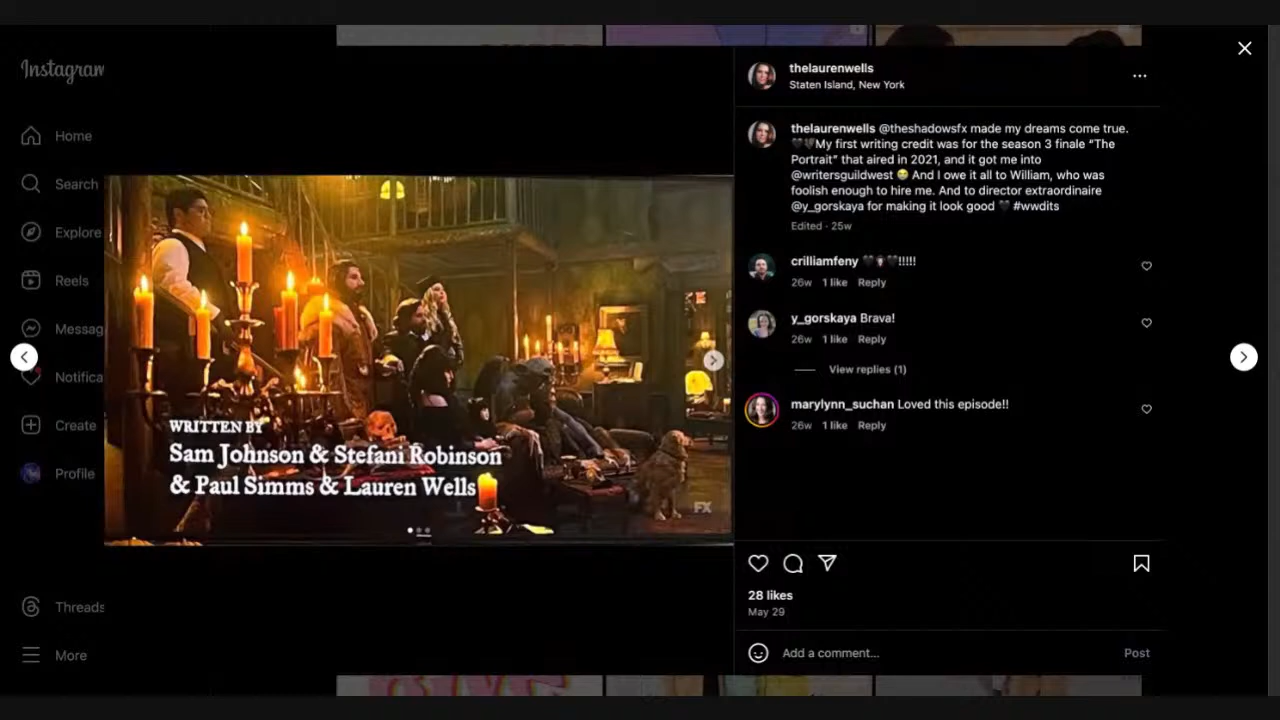 Instagram
Home
Search
Explore
Reels
Messag
Notifica
Create
Profile
Threads
More
WRITTEN BY
Sam Johnson & Stefani Robinson
& Paul Simms & Lauren Wells
FX
thelaurenwells
Staten Island, New York
thelaurenwells @theshadowsfx made my dreams come true.
🖤🦇My first writing credit was for the season 3 finale “The
Portrait” that aired in 2021, and it got me into
@writersguildwest 😭 And I owe it all to William, who was
foolish enough to hire me. And to director extraordinaire
@y_gorskaya for making it look good 🖤 #wwdits
Edited · 25w
crilliamfeny 🖤🧛🏻🖤!!!!!
26w 1 like Reply
y_gorskaya Brava!
26w 1 like Reply
View replies (1)
marylynn_suchan Loved this episode!!
26w 1 like Reply
28 likes
May 29
Add a comment...
Post